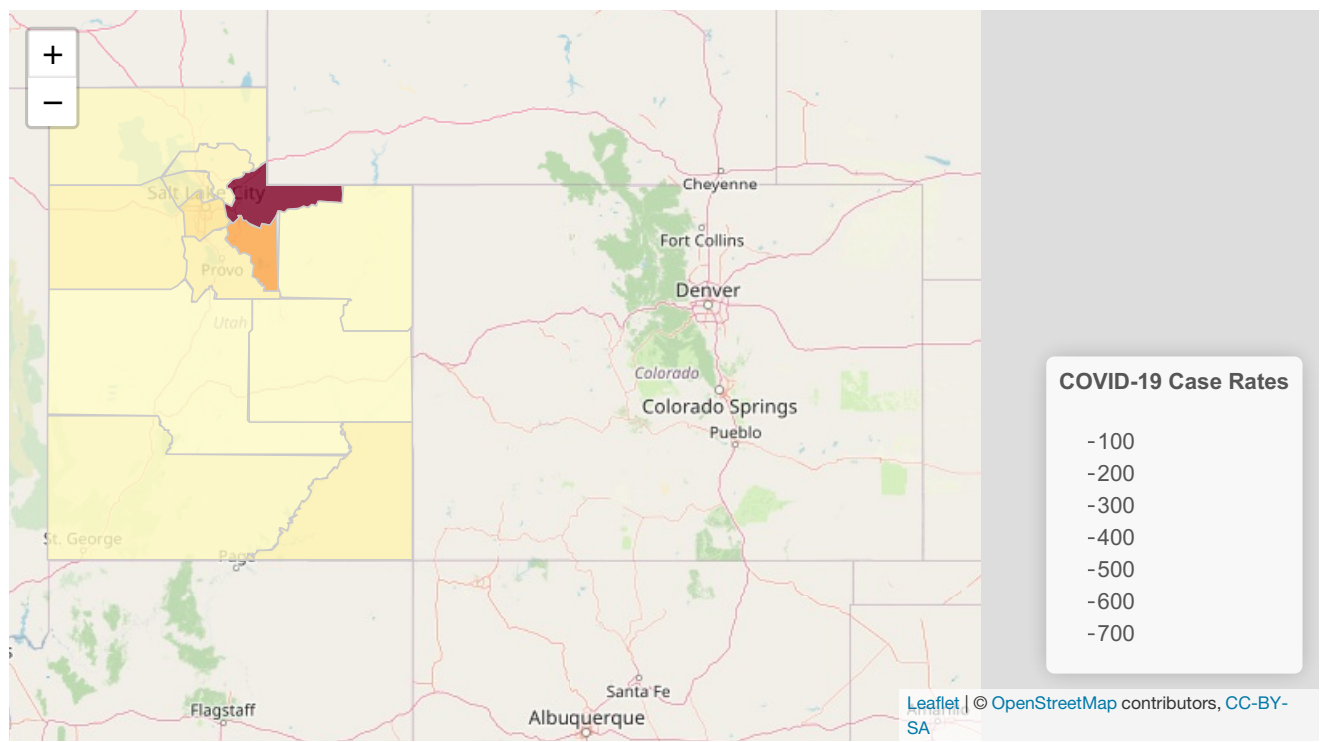 +
−
Salt Lake City
Cheyenne
Fort Collins
Provo
Denver
Utah
Colorado
COVID-19 Case Rates
Colorado Springs
Pueblo
-100
-200
-300
-400
-500
-600
-700
St. George
Page
Santa Fe
Flagstaff
Albuquerque
Leaflet | © OpenStreetMap contributors, CC-BY-
SA